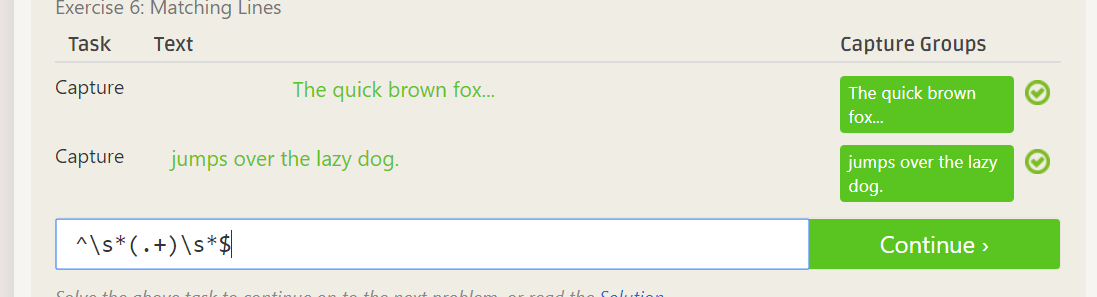 Exercise 6: Matching Lines
Task Text Capture Groups
Capture The quick brown fox... The quick brown
fox...
Capture jumps over the lazy dog. jumps over the lazy
dog.
^\s*(.+)\s*$ Continue ›
Solve the above task to continue on to the next problem, or read the Solution.